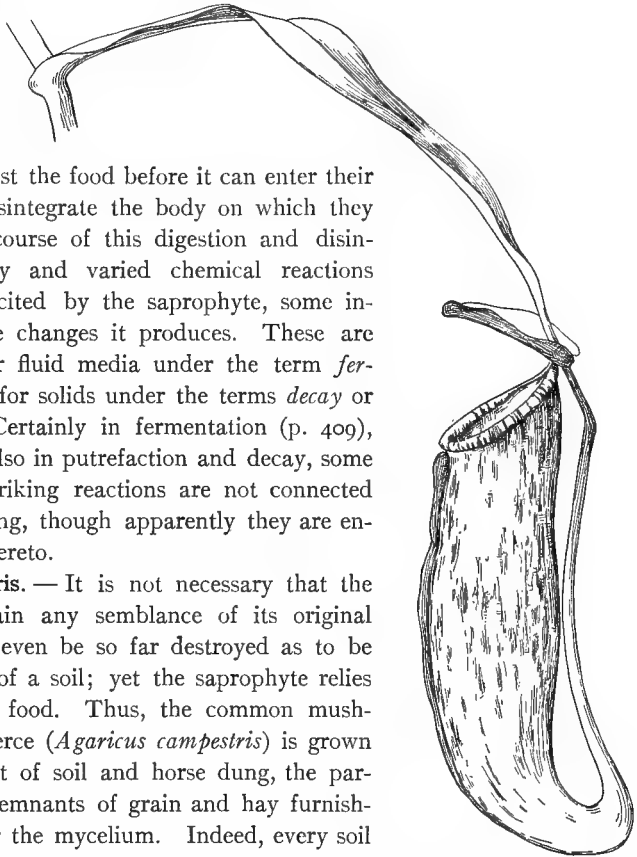 st the food before it can enter their
sintegrate the body on which they
course of this digestion and disin-
y and varied chemical reactions
cited by the saprophyte, some in-
e changes it produces. These are
r fluid media under the term fer-
for solids under the terms decay or
Certainly in fermentation (p. 409),
lso in putrefaction and decay, some
riking reactions are not connected
ng, though apparently they are en-
ereto.
ris. — It is not necessary that the
ain any semblance of its original
even be so far destroyed as to be
of a soil; yet the saprophyte relies
food. Thus, the common mush-
erce (Agaricus campestris) is grown
t of soil and horse dung, the par-
emnants of grain and hay furnish-
r the mycelium. Indeed, every soil